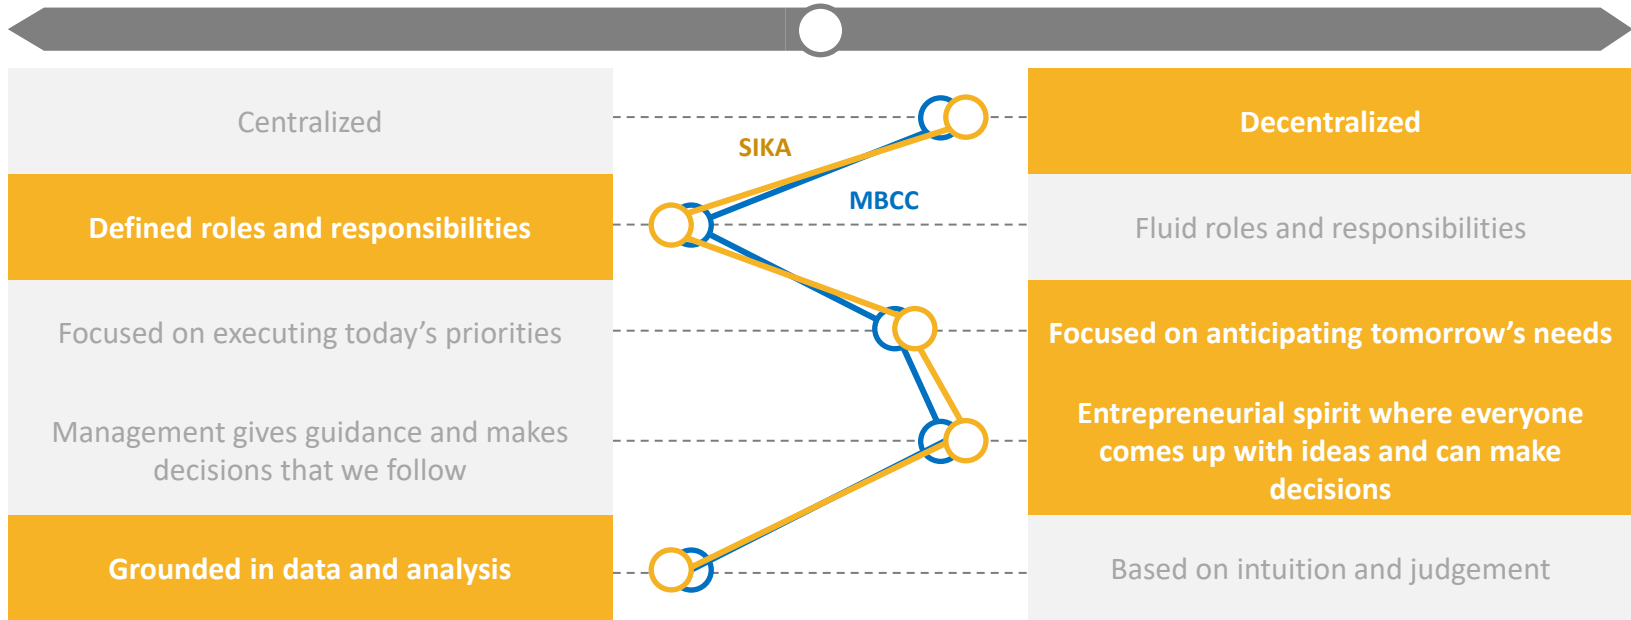 Centralized
SIKA
Decentralized
MBCC
Defined roles and responsibilities
Fluid roles and responsibilities
Focused on executing today’s priorities
Focused on anticipating tomorrow’s needs
Management gives guidance and makes
decisions that we follow
Entrepreneurial spirit where everyone
comes up with ideas and can make
decisions
Grounded in data and analysis
Based on intuition and judgement